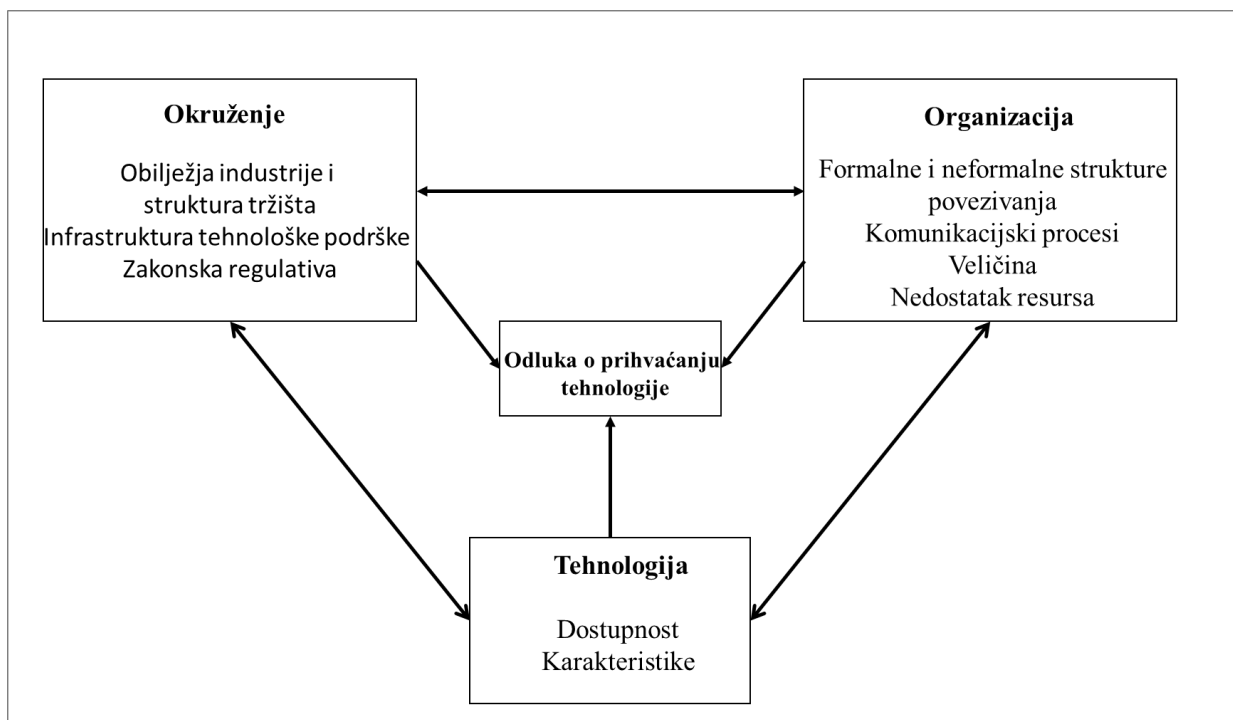 Okruženje
Obilježja industrije i
struktura tržišta
Infrastruktura tehnološke podrške
Zakonska regulativa
Organizacija
Formalne i neformalne strukture
povezivanja
Komunikacijski procesi
Veličina
Nedostatak resursa
Odluka o prihvaćanju
tehnologije
Tehnologija
Dostupnost
Karakteristike